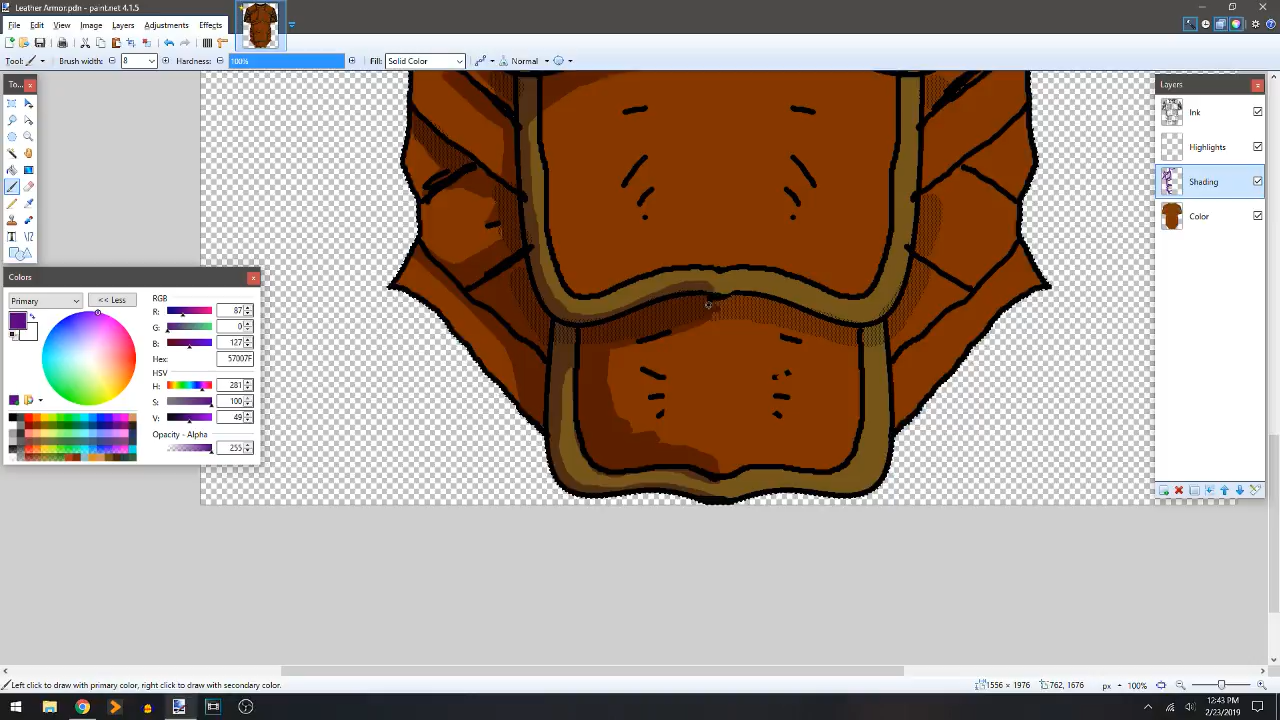 Leather Armor.pdn - paint.net 4.1.5
File Edit View Image Layers Adjustments Effects
Tool: Brush width: 8 Hardness: 100% Fill: Solid Color Normal
To...
Layers
Ink
Highlights
Shading
Color
Colors
Primary << Less
RGB
R: 87
G: 0
B: 127
Hex: 57007F
HSV
H: 281
S: 100
V: 49
Opacity - Alpha
255
Left click to draw with primary color, right click to draw with secondary color.
1556 × 1976 762, 1676 px 100%
12:43 PM
2/23/2019